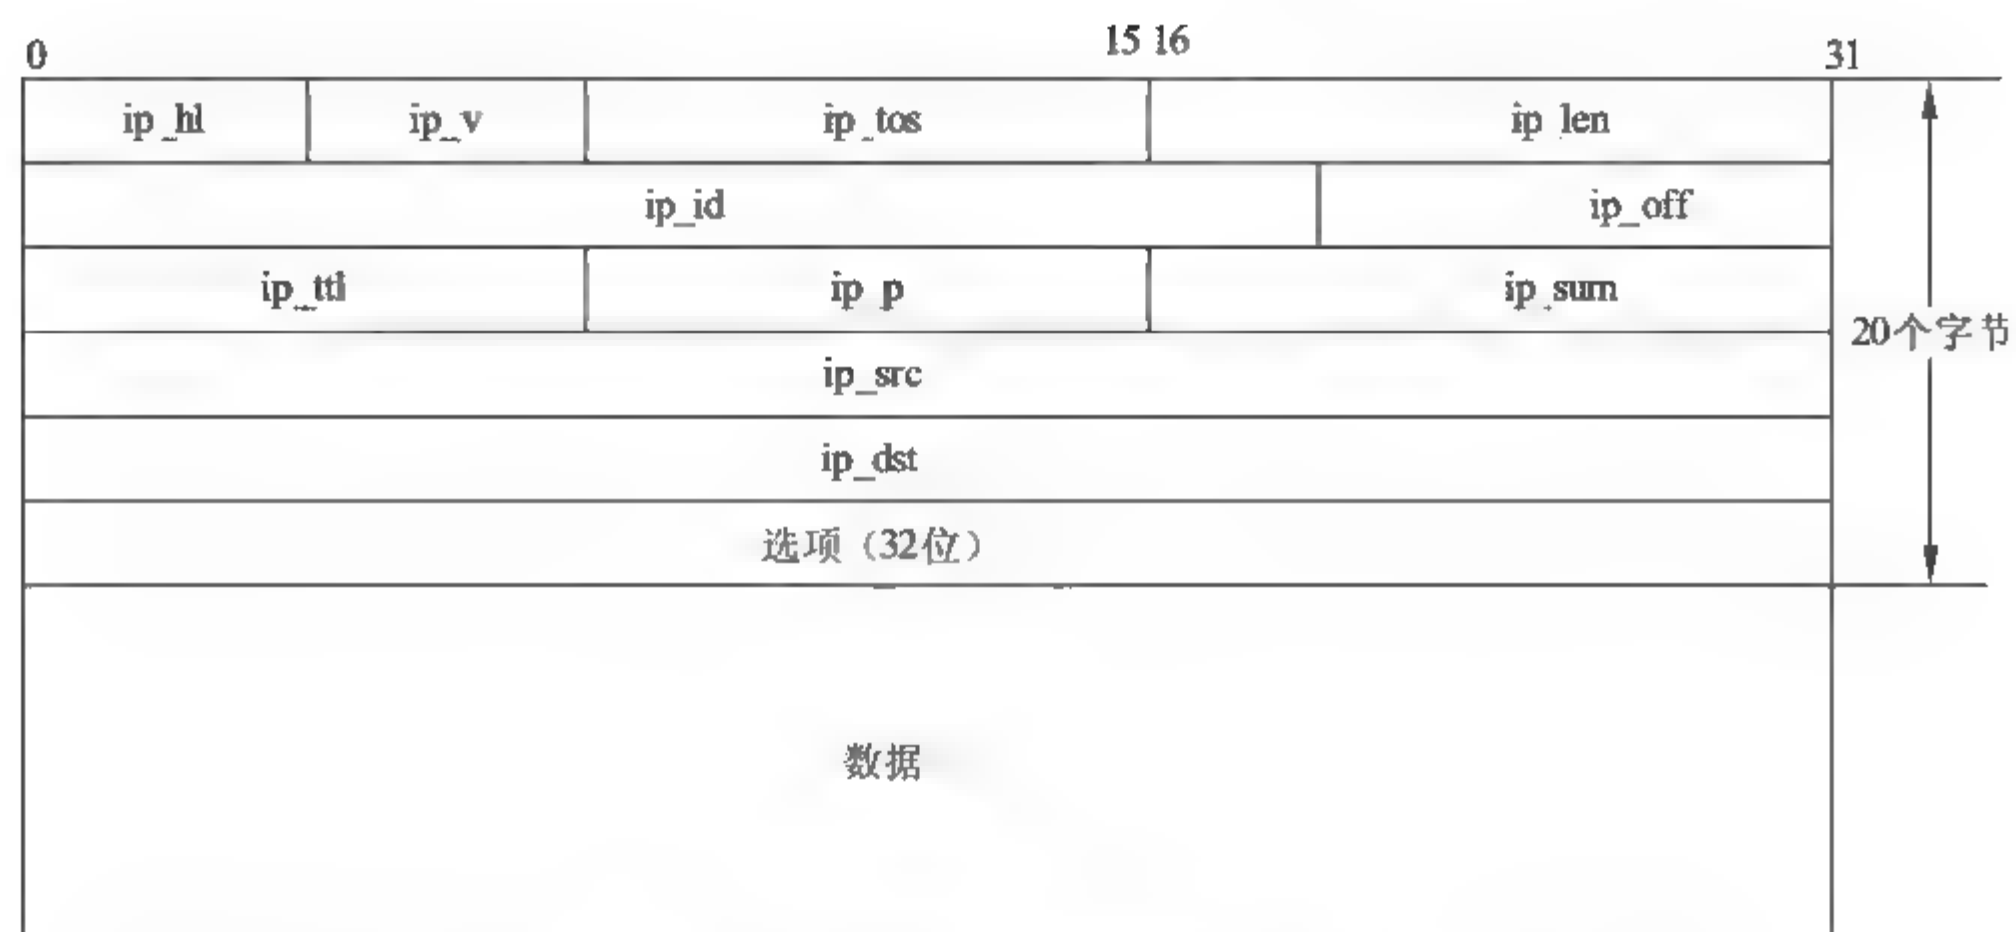 0 15 16 31
ip_hl ip_v ip_tos ip_len
ip_id ip_off
ip_ttl ip_p ip_sum
20个字节
ip_src
ip_dst
选项（32位）
数据